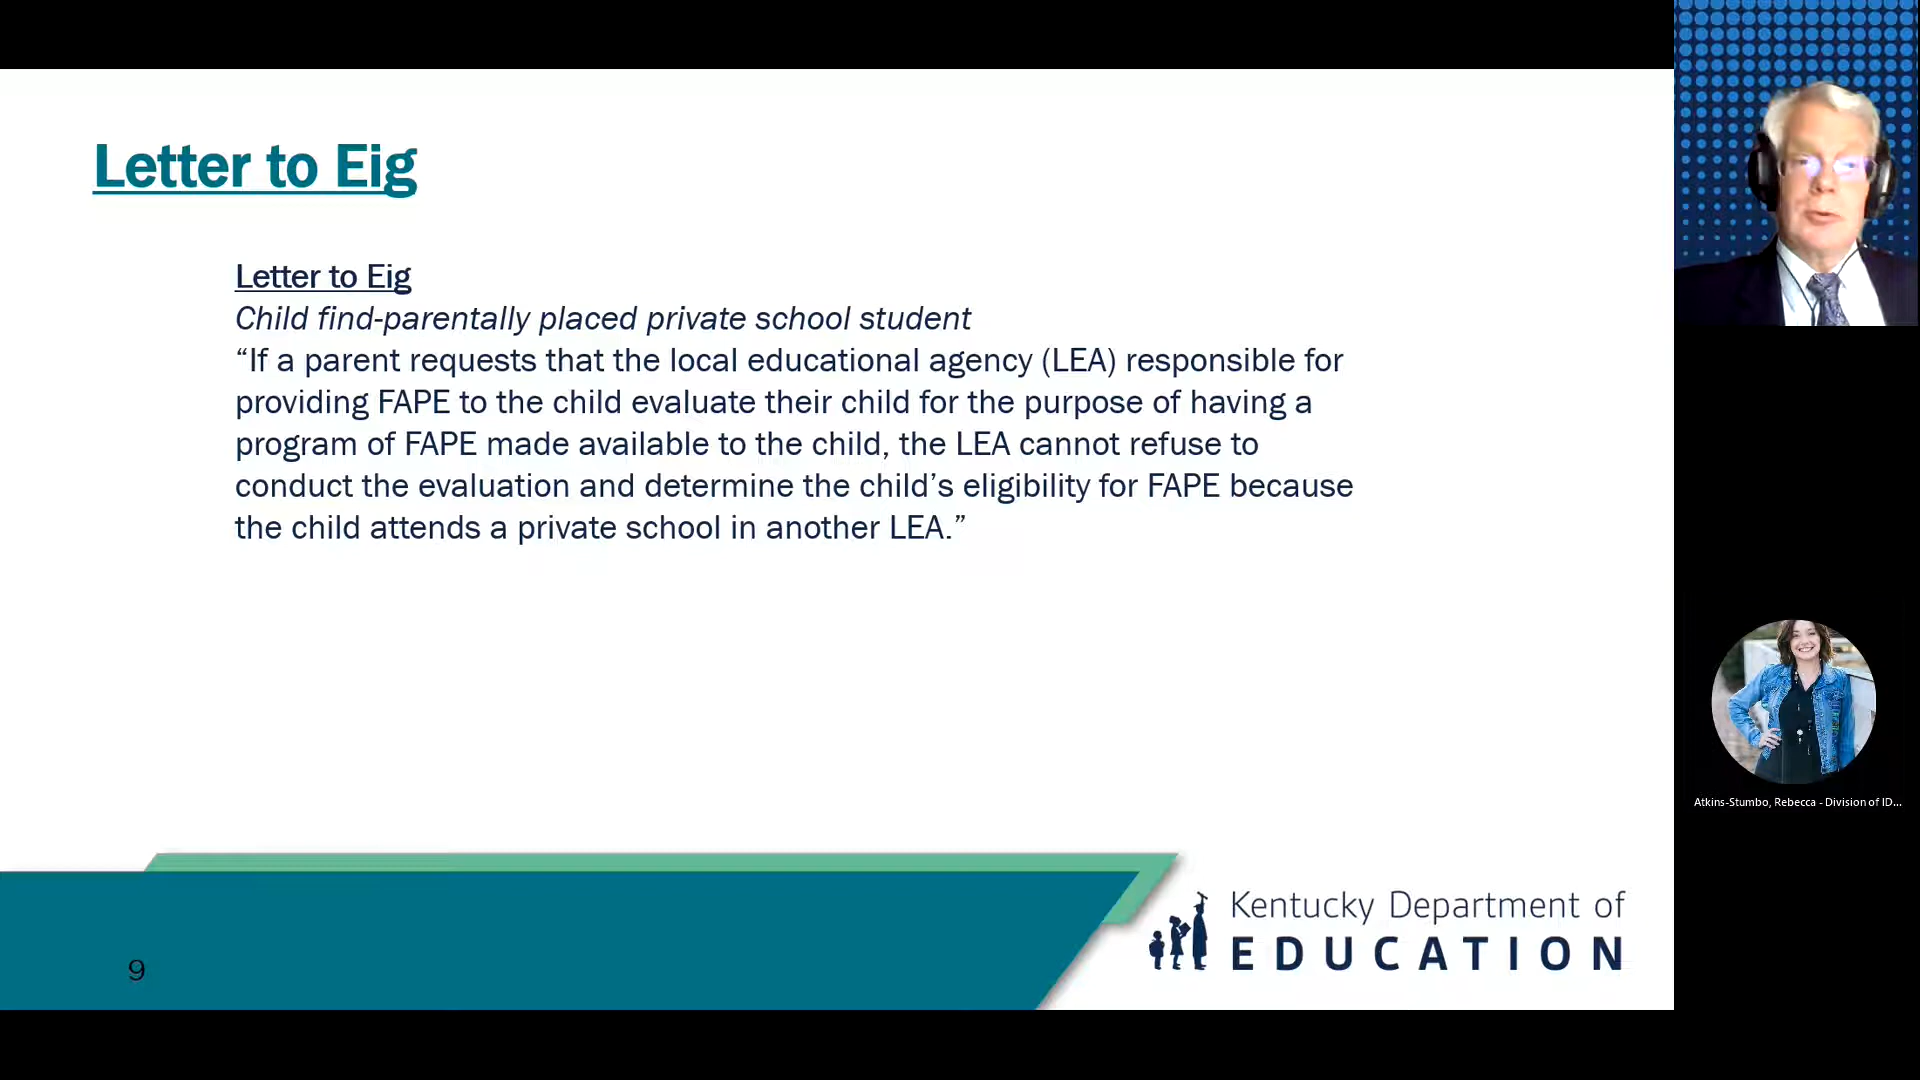 Letter to Eig
Letter to Eig
Child find-parentally placed private school student
“If a parent requests that the local educational agency (LEA) responsible for
providing FAPE to the child evaluate their child for the purpose of having a
program of FAPE made available to the child, the LEA cannot refuse to
conduct the evaluation and determine the child’s eligibility for FAPE because
the child attends a private school in another LEA.”
Atkins-Stumbo, Rebecca - Division of ID...
Kentucky Department of
EDUCATION
9